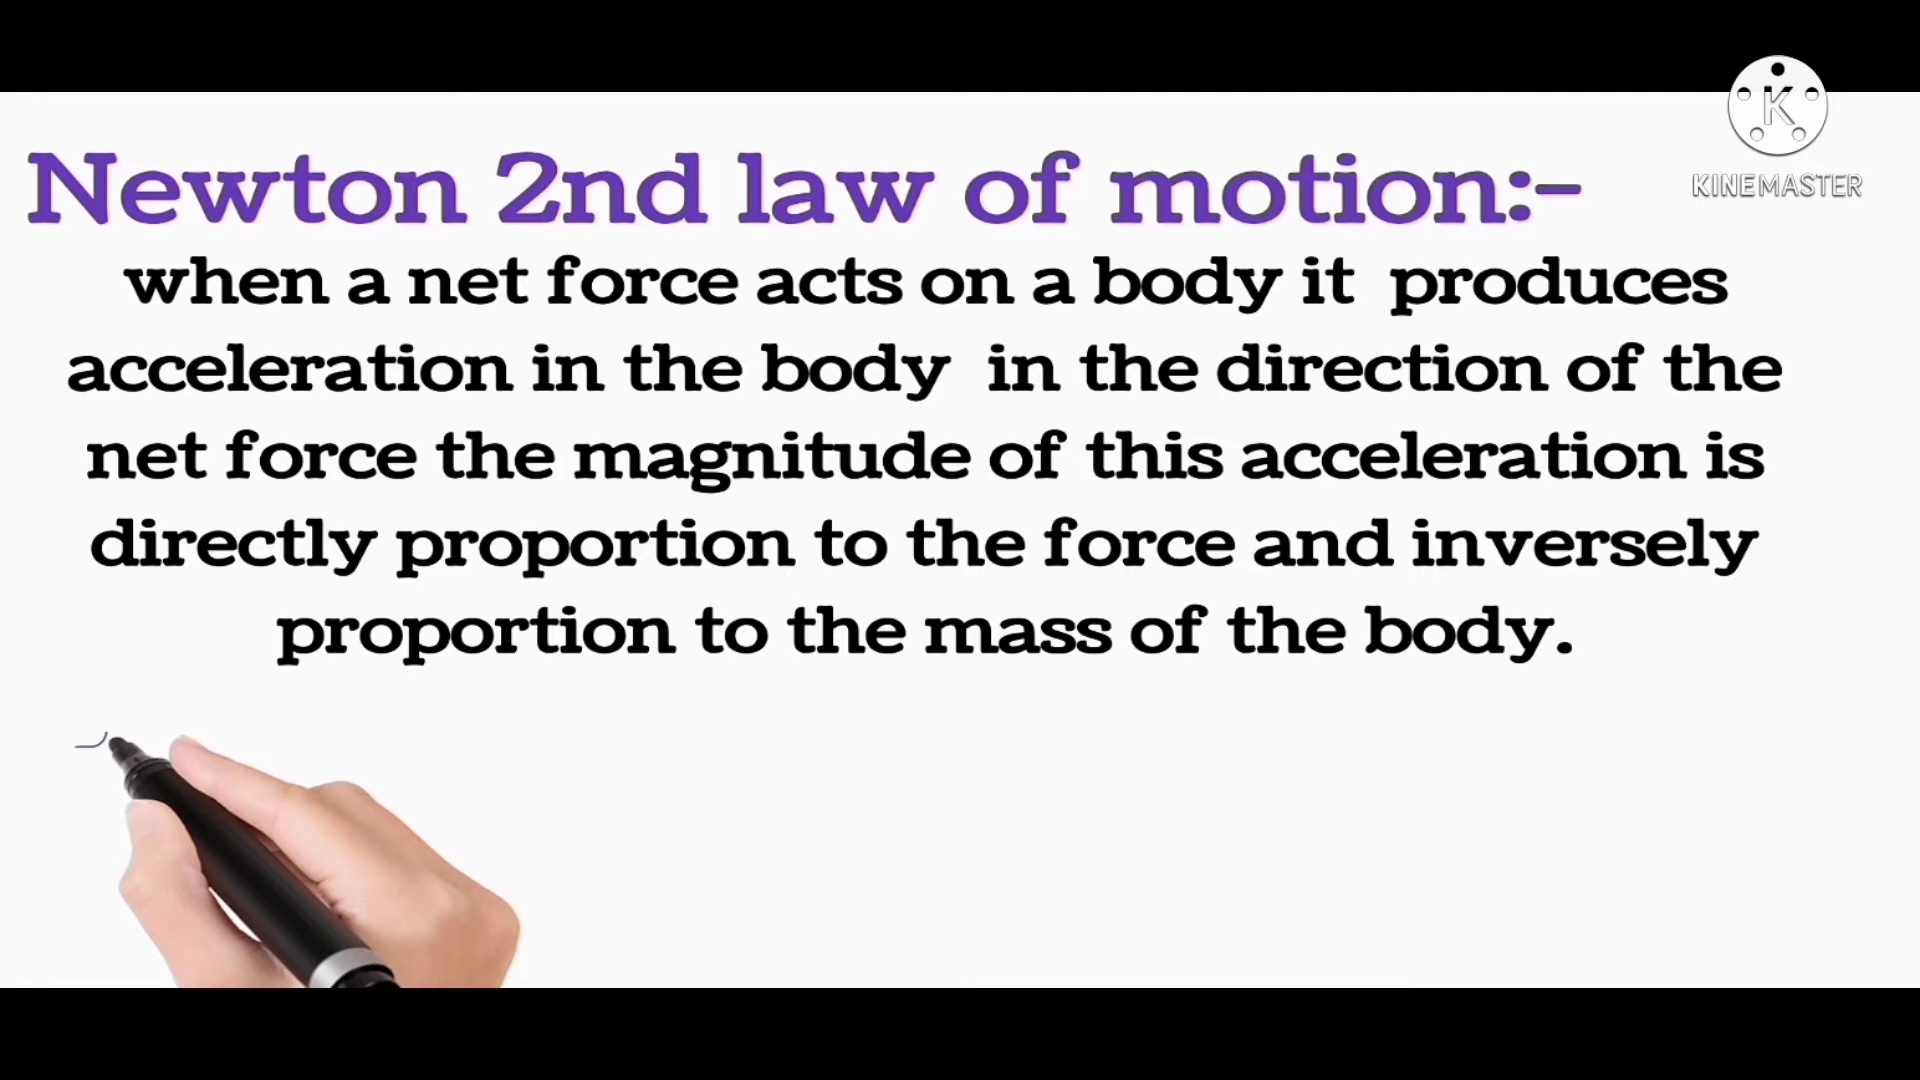 K
KINEMASTER
Newton 2nd law of motion:-
when a net force acts on a body it produces
acceleration in the body in the direction of the
net force the magnitude of this acceleration is
directly proportion to the force and inversely
proportion to the mass of the body.